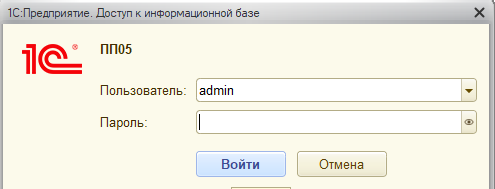 1С:Предприятие. Доступ к информационной базе
1С®
ПП05
Пользователь: admin
Пароль:
Войти Отмена